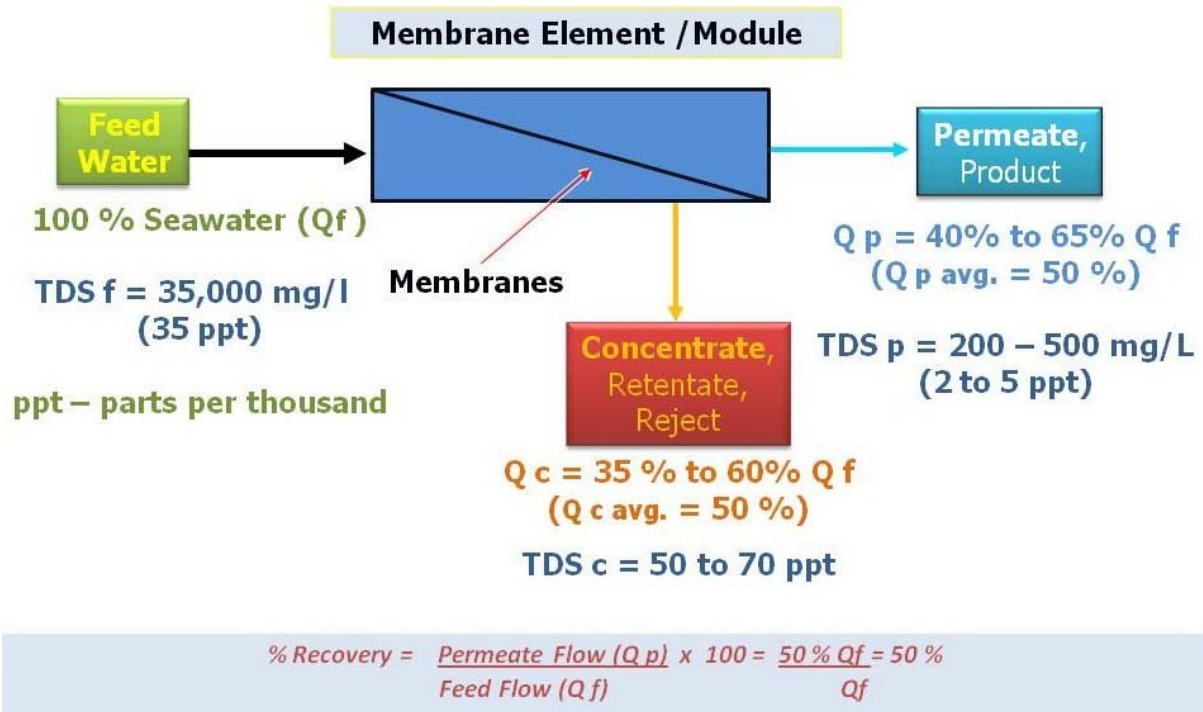 Membrane Element / Module
Feed
Water
100 % Seawater (Qf )
TDS f = 35,000 mg/l
(35 ppt)
ppt – parts per thousand
Membranes
Permeate,
Product
Q p = 40% to 65% Q f
(Q p avg. = 50 %)
TDS p = 200 – 500 mg/L
(2 to 5 ppt)
Concentrate,
Retentate,
Reject
Q c = 35 % to 60% Q f
(Q c avg. = 50 %)
TDS c = 50 to 70 ppt
% Recovery = Permeate Flow (Q p) x 100 = 50 % Qf = 50 %
Feed Flow (Q f) Qf